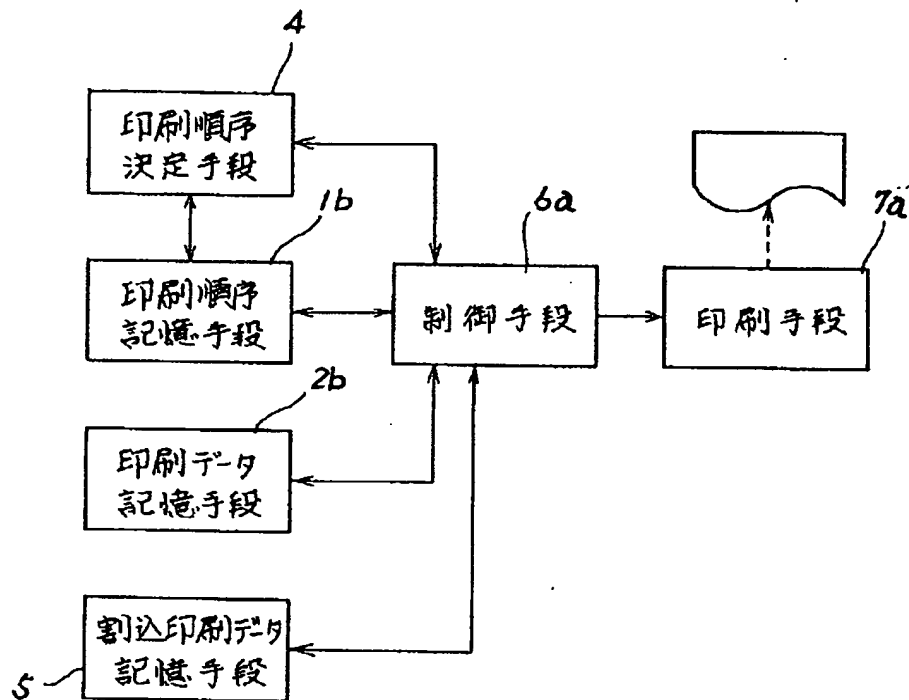 4
印刷順序
決定手段
1b
印刷順序
記憶手段
6a
制御手段
7a
印刷手段
2b
印刷データ
記憶手段
割込印刷データ
記憶手段
5